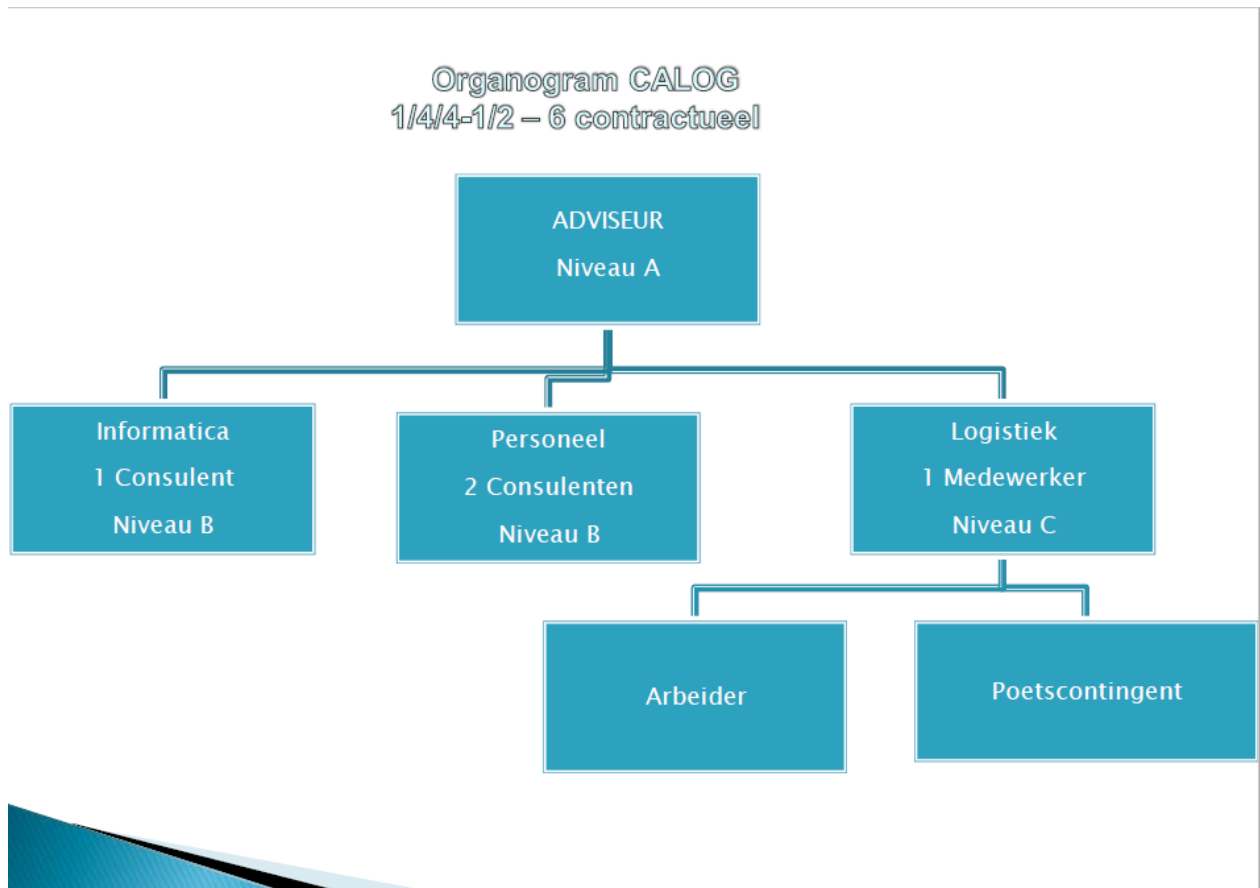 Organogram CALOG
1/4/4-1/2 – 6 contractueel
ADVISEUR
Niveau A
Informatica
1 Consulent
Niveau B
Personeel
2 Consulenten
Niveau B
Logistiek
1 Medewerker
Niveau C
Arbeider
Poetscontingent